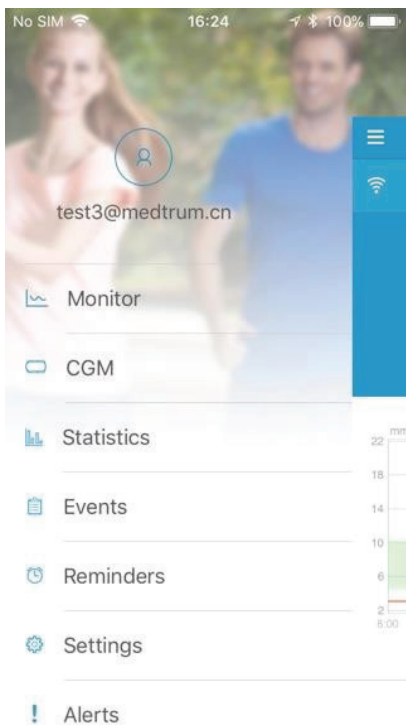 No SIM 16:24 100%
test3@medtrum.cn
Monitor
CGM
Statistics
Events
Reminders
Settings
Alerts
22
18
14
10
6
2
8:00